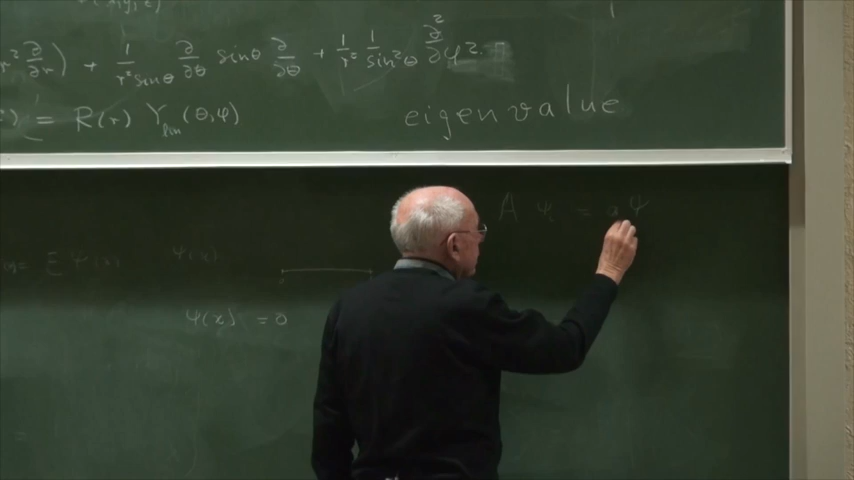 r² ∂/∂r) + 1/(r² sinθ) ∂/∂θ sinθ ∂/∂θ + 1/r² 1/sin²θ ∂²/∂φ²
) = R(r) Y_lm (θ,φ)
eigenvalue
A ψ = a ψ
= E ψ(x) ψ(x)
ψ(x) = 0